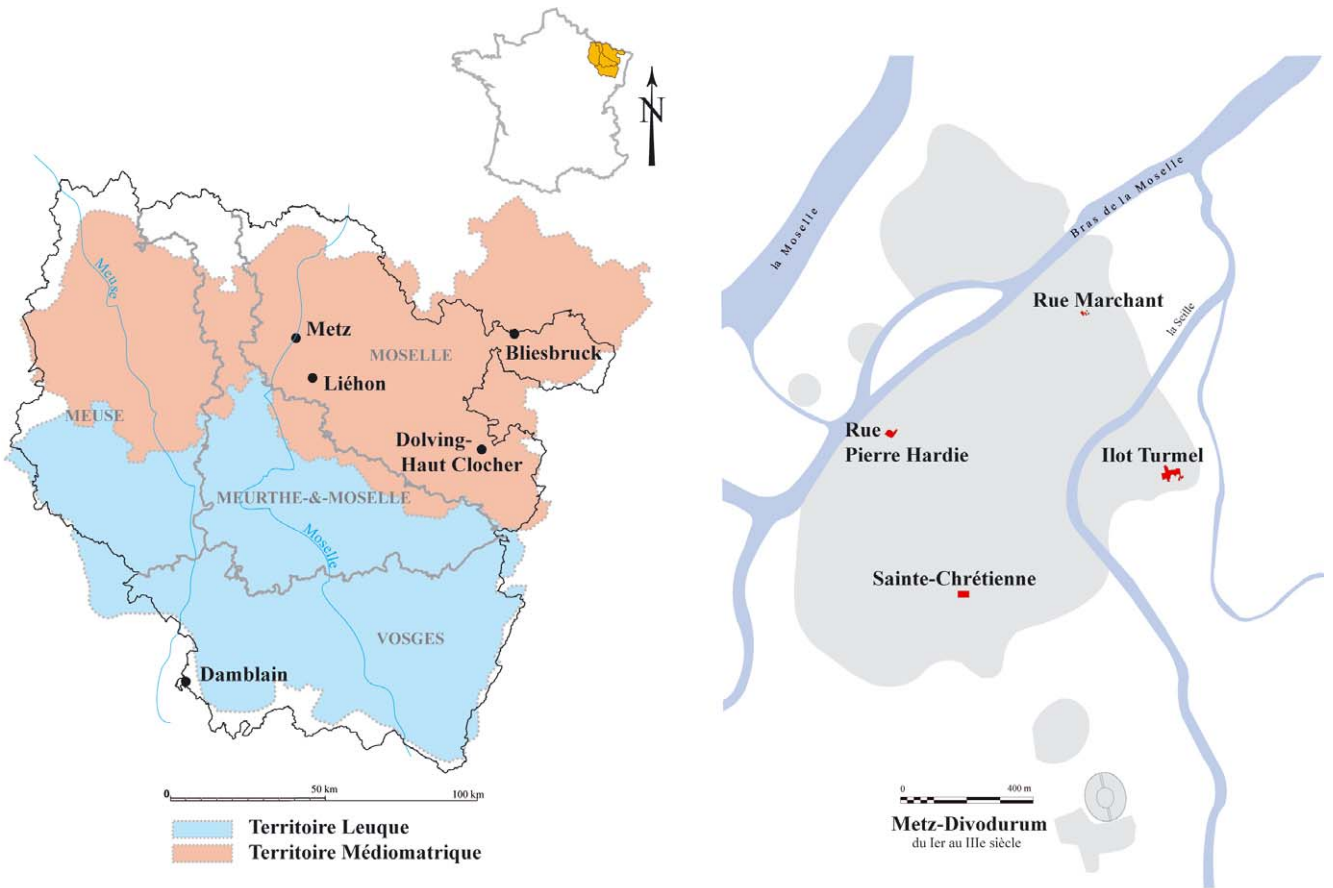 N
Meuse
Metz
MOSELLE
Bliesbruck
Liéhon
MEUSE
Dolving-
Haut Clocher
MEURTHE-&-MOSELLE
Moselle
VOSGES
Damblain
0
50 km
100 km
Territoire Leuque
Territoire Médiomatrique
la Moselle
Bras de la Moselle
Rue Marchant
la Seille
Rue
Pierre Hardie
Ilot Turmel
Sainte-Chrétienne
0
400 m
Metz-Divodurum
du Ier au IIIe siècle